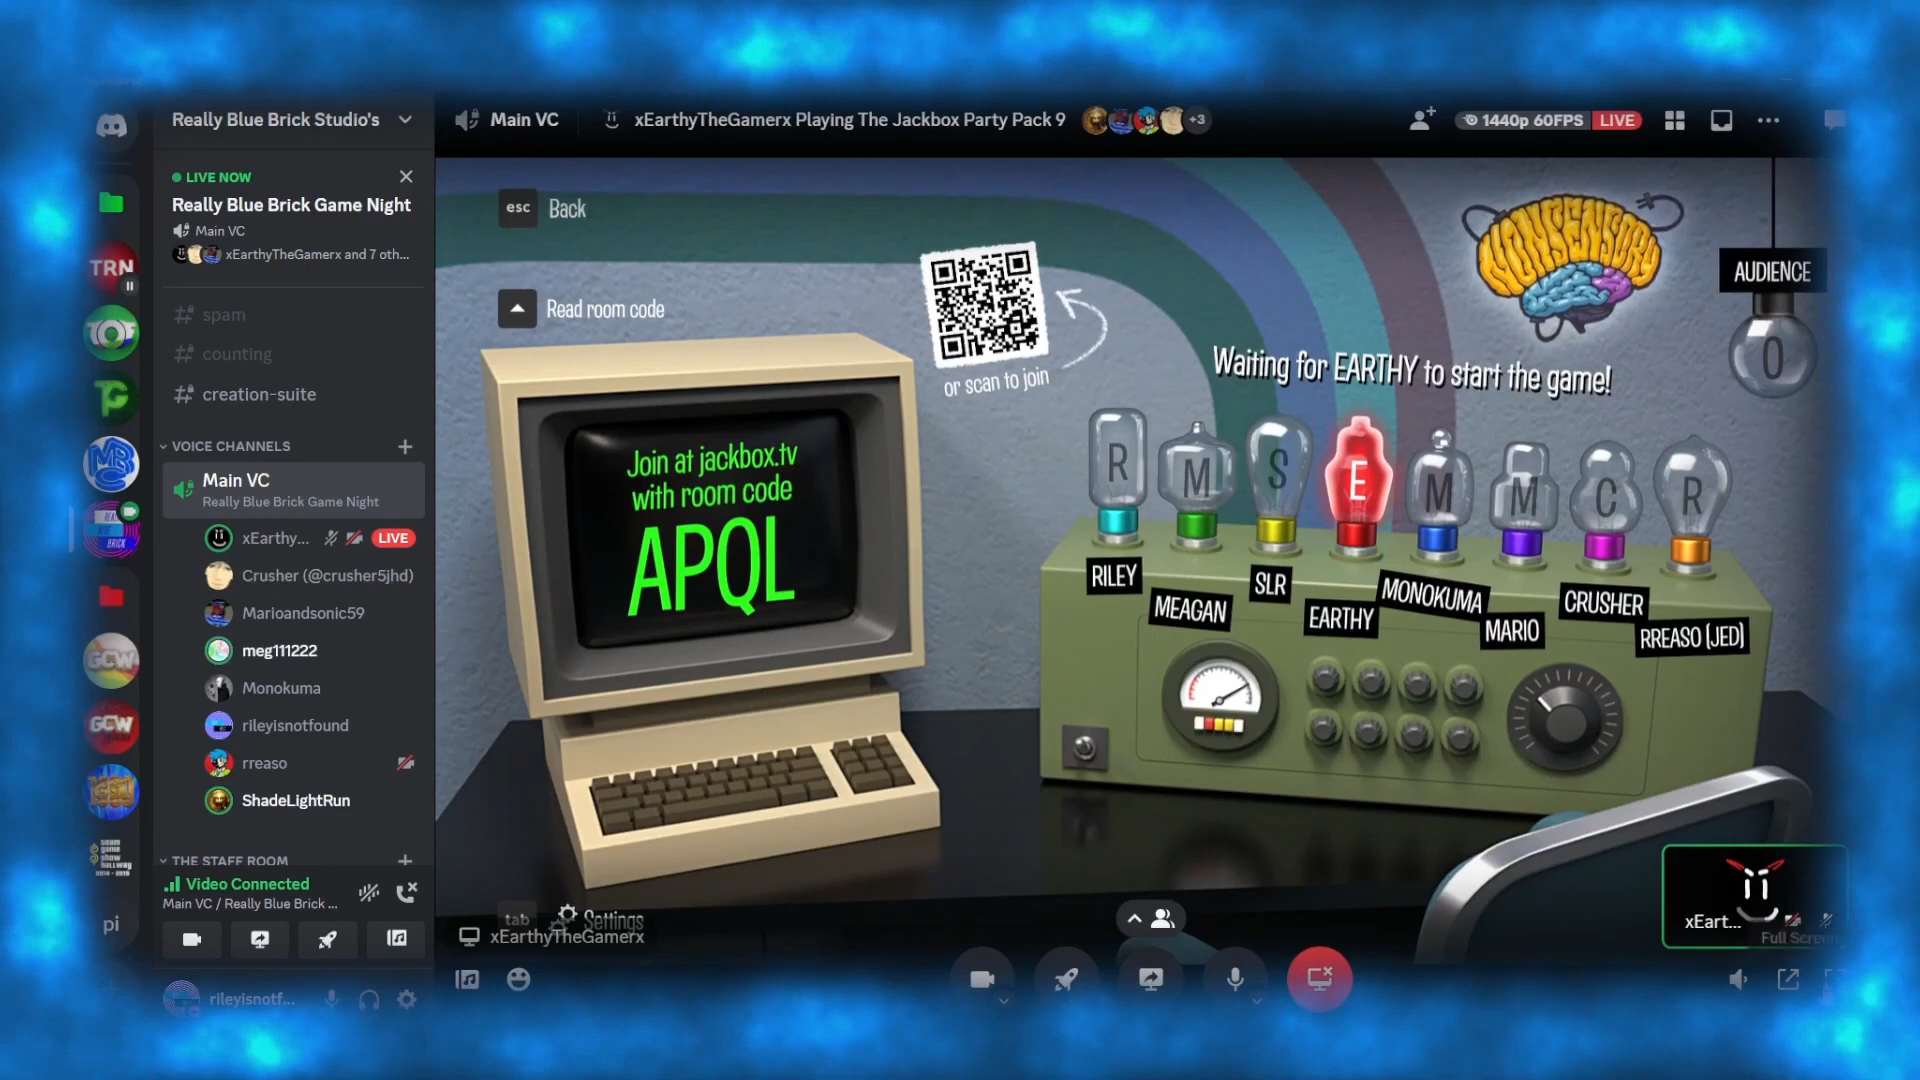 Really Blue Brick Studio's
Main VC
xEarthyTheGamerx Playing The Jackbox Party Pack 9
+3
1440p 60FPS
LIVE
LIVE NOW
Really Blue Brick Game Night
Main VC
xEarthyTheGamerx and 7 oth...
spam
counting
creation-suite
VOICE CHANNELS
Main VC
Really Blue Brick Game Night
xEarthy...
LIVE
Crusher (@crusher5jhd)
Marioandsonic59
meg111222
Monokuma
rileyisnotfound
rreaso
ShadeLightRun
THE STAFF ROOM
Video Connected
Main VC / Really Blue Brick ...
rileyisnotf...
TRN
GCW
GCW
pi
esc
Back
Read room code
or scan to join
Join at jackbox.tv
with room code
APQL
NONSENSORY
AUDIENCE
0
Waiting for EARTHY to start the game!
R
M
S
E
M
M
C
R
RILEY
MEAGAN
SLR
EARTHY
MONOKUMA
MARIO
CRUSHER
RREASO (JED)
tab
Settings
xEarthyTheGamerx
xEart...
Full Screen